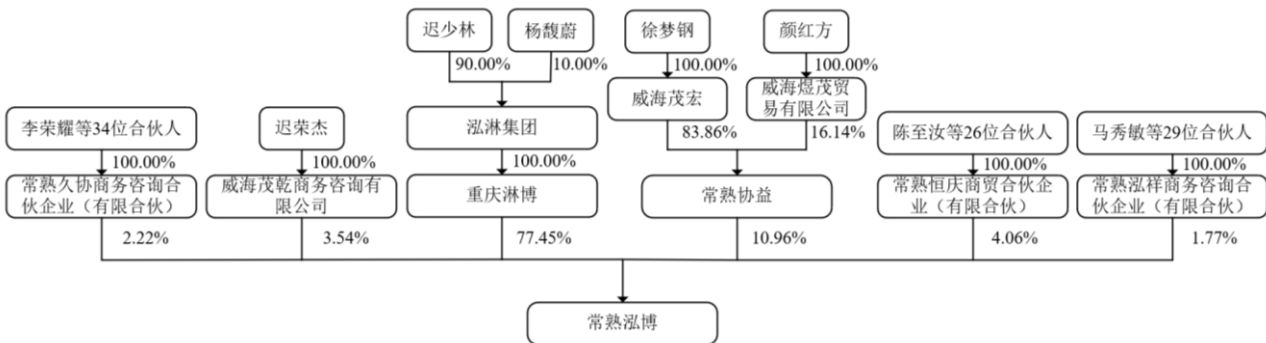 迟少林
杨馥蔚
徐梦钢
颜红方
90.00%
10.00%
100.00%
100.00%
李荣耀等34位合伙人
迟荣杰
泓淋集团
威海茂宏
威海煜茂贸
易有限公司
陈至汝等26位合伙人
马秀敏等29位合伙人
83.86%
16.14%
100.00%
100.00%
100.00%
100.00%
100.00%
常熟久协商务咨询合
伙企业（有限合伙）
威海茂乾商务咨询有
限公司
重庆淋博
常熟协益
常熟恒庆商贸合伙企
业（有限合伙）
常熟泓祥商务咨询合
伙企业（有限合伙）
2.22%
3.54%
77.45%
10.96%
4.06%
1.77%
常熟泓博